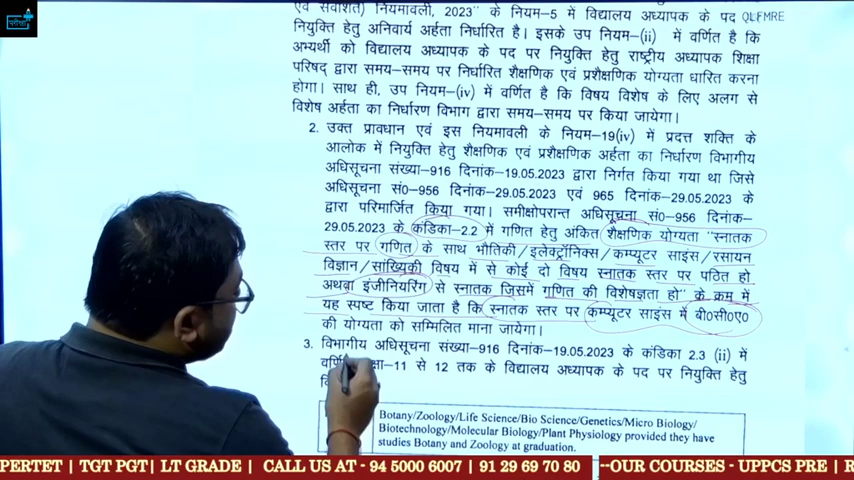 परीक्षा
एवं सेवाशर्त) नियमावली, 2023" के नियम–5 में विद्यालय अध्यापक के पद
QLFMRE
नियुक्ति हेतु अनिवार्य अर्हता निर्धारित है। इसके उप नियम–(ii) में वर्णित है कि
अभ्यर्थी को विद्यालय अध्यापक के पद पर नियुक्ति हेतु राष्ट्रीय अध्यापक शिक्षा
परिषद् द्वारा समय–समय पर निर्धारित शैक्षणिक एवं प्रशैक्षणिक योग्यता धारित करना
होगा। साथ ही, उप नियम–(iv) में वर्णित है कि विषय विशेष के लिए अलग से
विशेष अर्हता का निर्धारण विभाग द्वारा समय–समय पर किया जायेगा।
2. उक्त प्रावधान एवं इस नियमावली के नियम–19(iv) में प्रदत्त शक्ति के
आलोक में नियुक्ति हेतु शैक्षणिक एवं प्रशैक्षणिक अर्हता का निर्धारण विभागीय
अधिसूचना संख्या–916 दिनांक–19.05.2023 द्वारा निर्गत किया गया था जिसे
अधिसूचना सं0–956 दिनांक–29.05.2023 एवं 965 दिनांक–29.05.2023 के
द्वारा परिमार्जित किया गया। समीक्षोपरान्त अधिसूचना सं0–956 दिनांक–
29.05.2023 के कंडिका–2.2 में गणित हेतु अंकित शैक्षणिक योग्यता "स्नातक
स्तर पर गणित के साथ भौतिकी/इलेक्ट्रॉनिक्स/कम्प्यूटर साइंस/रसायन
विज्ञान/सांख्यिकी विषय में से कोई दो विषय स्नातक स्तर पर पठित हो
अथवा इंजीनियरिंग से स्नातक जिसमें गणित की विशेषज्ञता हो" के क्रम में
यह स्पष्ट किया जाता है कि स्नातक स्तर पर कम्प्यूटर साइंस में बी0सी0ए0
की योग्यता को सम्मिलित माना जायेगा।
3. विभागीय अधिसूचना संख्या–916 दिनांक–19.05.2023 के कंडिका 2.3 (ii) में
11 से 12 तक के विद्यालय अध्यापक के पद पर नियुक्ति हेतु
Botany/Zoology/Life Science/Bio Science/Genetics/Micro Biology/
Biotechnology/Molecular Biology/Plant Physiology provided they have
studies Botany and Zoology at graduation.
PERTET | TGT PGT| LT GRADE | CALL US AT - 94 5000 6007 | 91 29 69 70 80 --OUR COURSES - UPPCS PRE | R